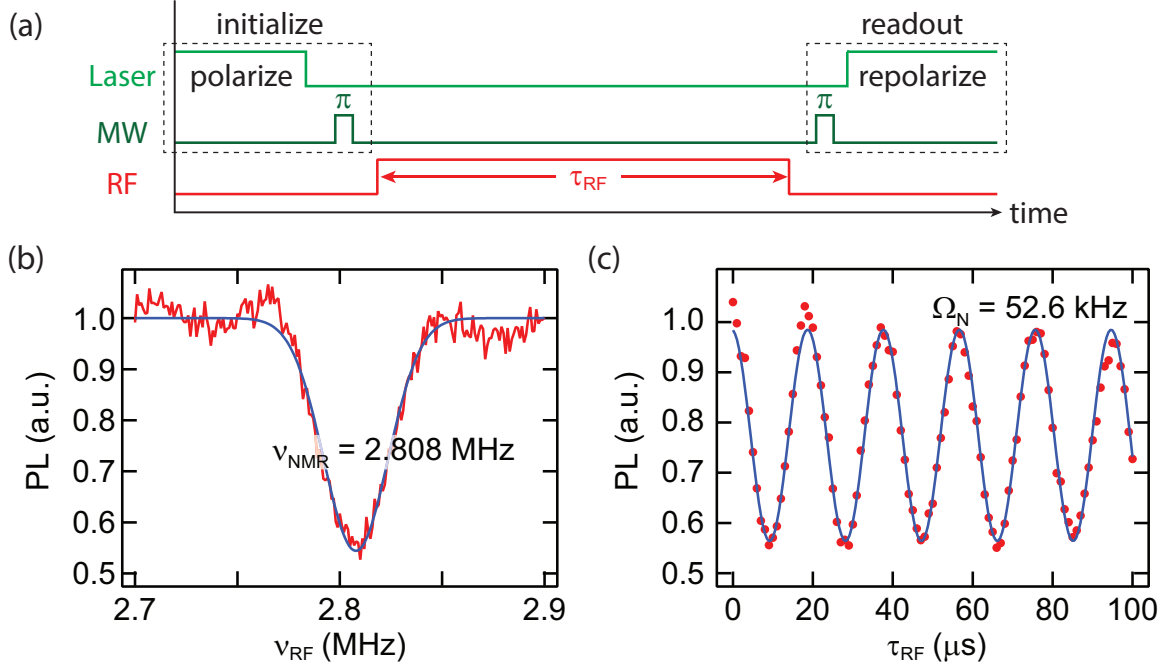 (a)
initialize
readout
Laser
polarize
repolarize
π
π
MW
RF
τRF
time
(b)
1.0
0.9
0.8
0.7
0.6
0.5
PL (a.u.)
νNMR = 2.808 MHz
2.7
2.8
2.9
νRF (MHz)
(c)
ΩN = 52.6 kHz
1.0
0.9
0.8
0.7
0.6
0.5
PL (a.u.)
0
20
40
60
80
100
τRF (μs)